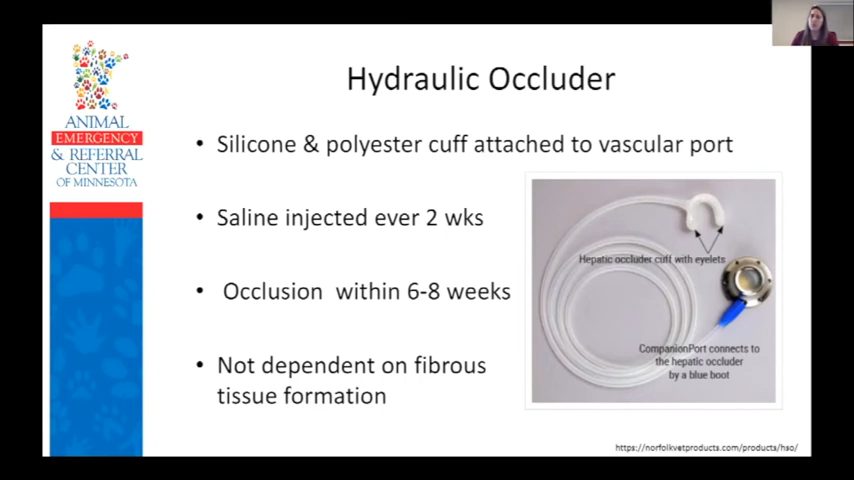 ANIMAL
EMERGENCY
& REFERRAL
CENTER
OF MINNESOTA
Hydraulic Occluder
• Silicone & polyester cuff attached to vascular port
• Saline injected ever 2 wks
• Occlusion within 6-8 weeks
• Not dependent on fibrous
tissue formation
Hepatic occluder cuff with eyelets
CompanionPort connects to
the hepatic occluder
by a blue boot
https://norfolkvetproducts.com/products/hso/